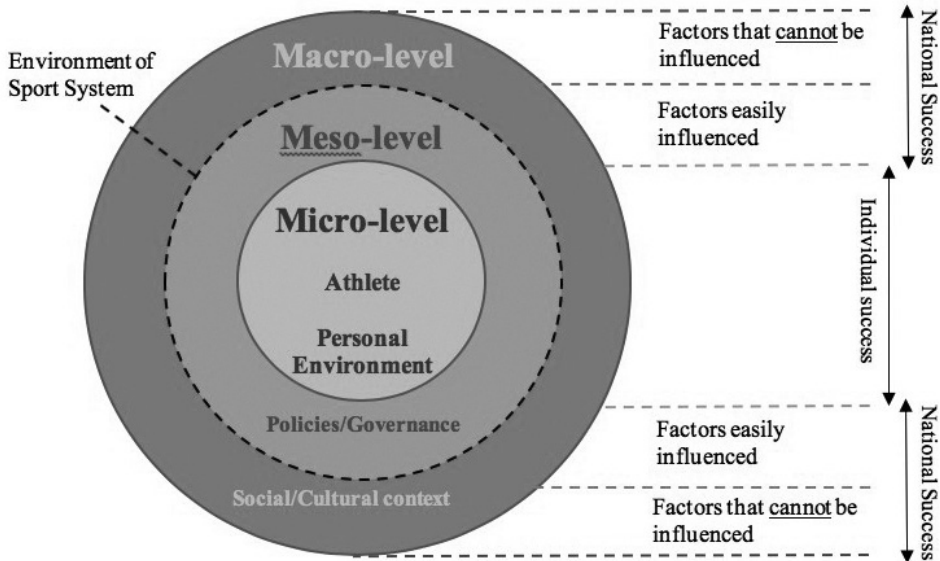 Environment of
Sport System
Macro-level
Meso-level
Micro-level
Athlete
Personal
Environment
Policies/Governance
Social/Cultural context
Factors that cannot be
influenced
Factors easily
influenced
Factors easily
influenced
Factors that cannot be
influenced
National Success
Individual success
National Success